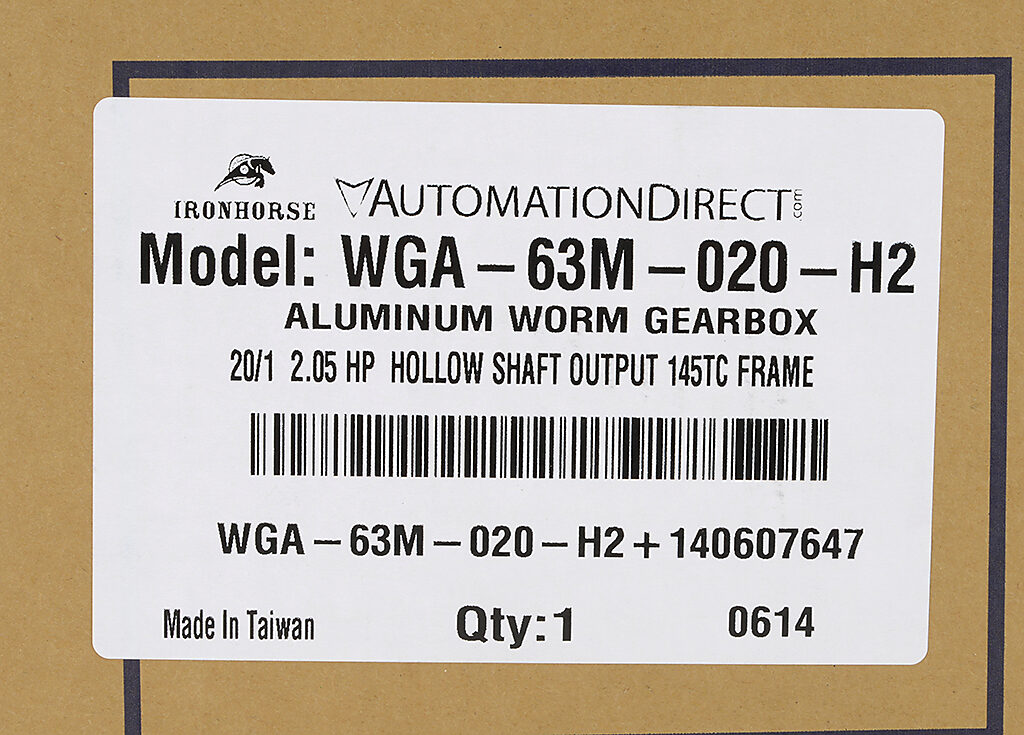 IRONHORSE AUTOMATIONDIRECT.com
Model: WGA-63M-020-H2
ALUMINUM WORM GEARBOX
20/1 2.05 HP HOLLOW SHAFT OUTPUT 145TC FRAME
WGA-63M-020-H2+140607647
Made In Taiwan Qty:1 0614